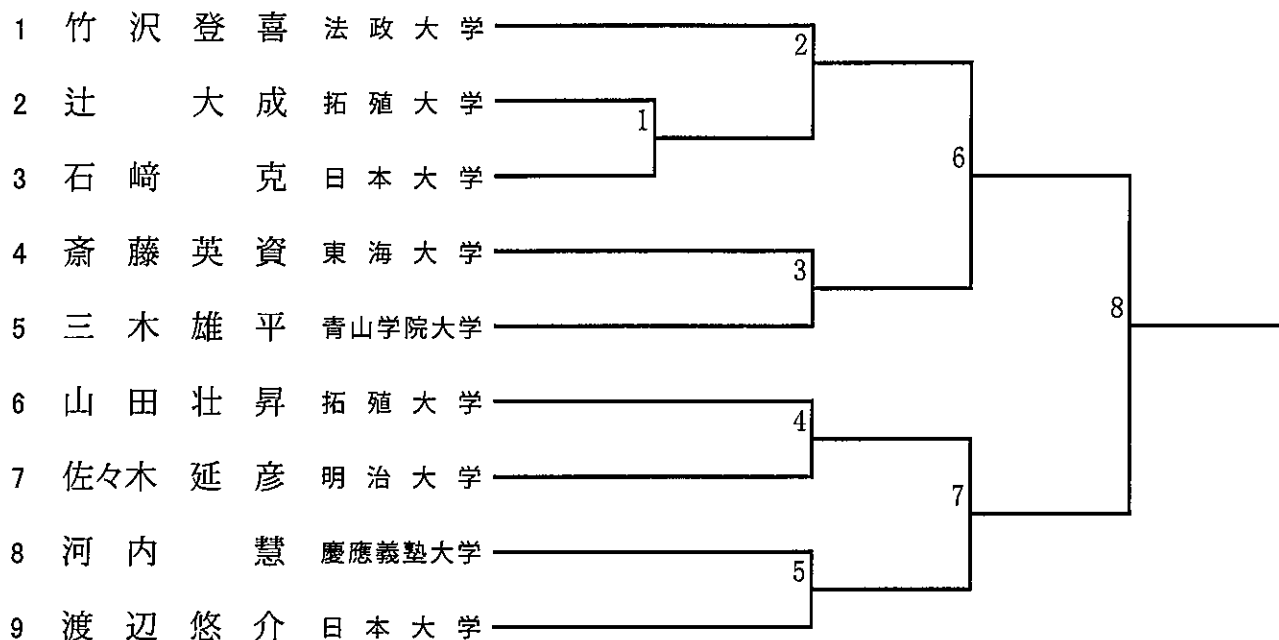 1 竹沢登喜 法政大学
2 辻 大成 拓殖大学
3 石﨑 克 日本大学
4 斎藤英資 東海大学
5 三木雄平 青山学院大学
6 山田壮昇 拓殖大学
7 佐々木延彦 明治大学
8 河内 慧 慶應義塾大学
9 渡辺悠介 日本大学
2
1
6
3
8
4
7
5